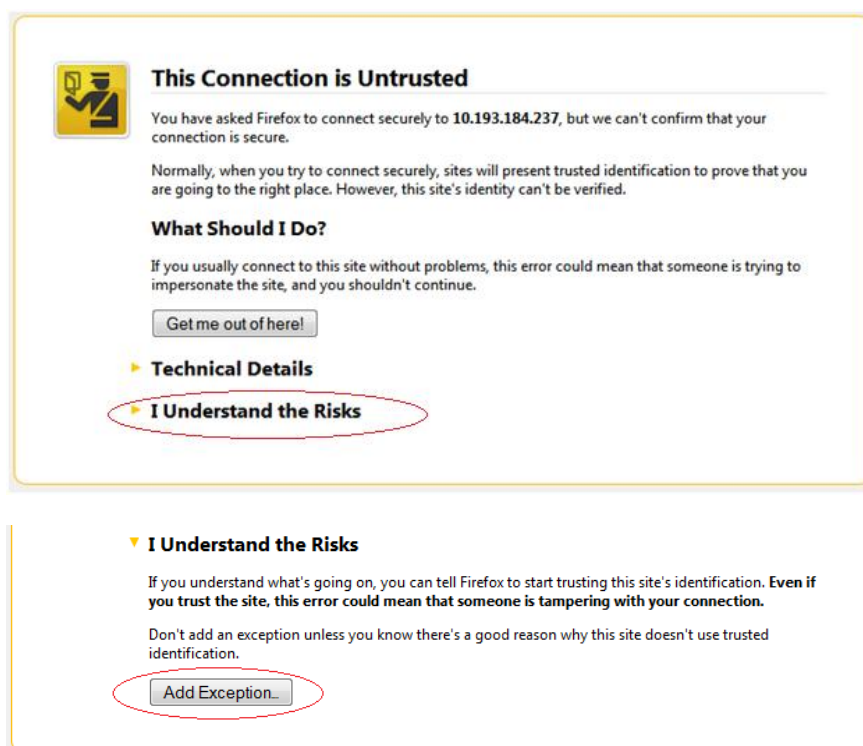 This Connection is Untrusted
You have asked Firefox to connect securely to 10.193.184.237, but we can't confirm that your
connection is secure.
Normally, when you try to connect securely, sites will present trusted identification to prove that you
are going to the right place. However, this site's identity can't be verified.
What Should I Do?
If you usually connect to this site without problems, this error could mean that someone is trying to
impersonate the site, and you shouldn't continue.
Get me out of here!
Technical Details
I Understand the Risks
I Understand the Risks
If you understand what's going on, you can tell Firefox to start trusting this site's identification. Even if
you trust the site, this error could mean that someone is tampering with your connection.
Don't add an exception unless you know there's a good reason why this site doesn't use trusted
identification.
Add Exception...